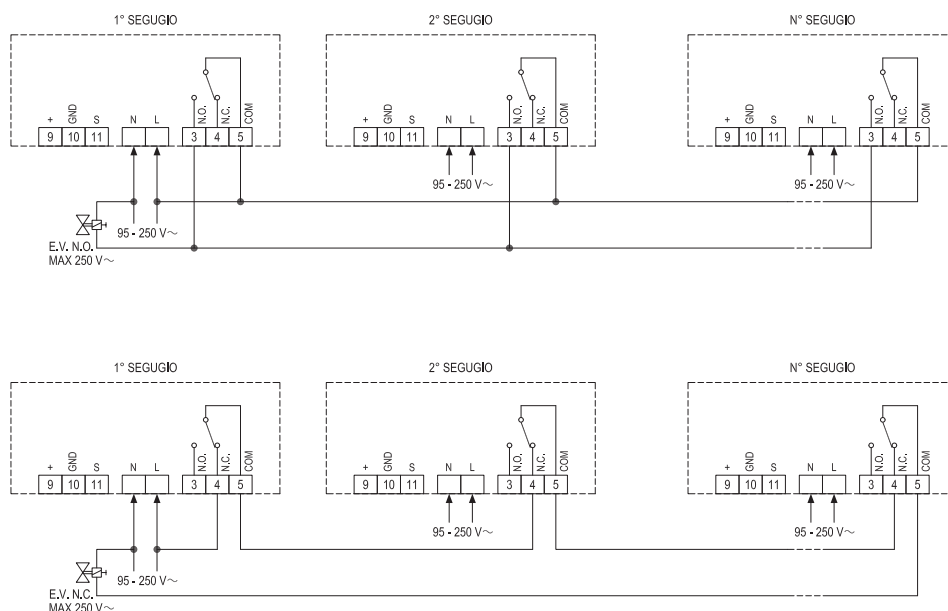 1° SEGUGIO 2° SEGUGIO N° SEGUGIO
+ GND S N L N.O. N.C. COM + GND S N L N.O. N.C. COM + GND S N L N.O. N.C. COM
9 10 11 3 4 5 9 10 11 3 4 5 9 10 11 3 4 5
95 - 250 V~ 95 - 250 V~
95 - 250 V~
E.V. N.O.
MAX 250 V~
1° SEGUGIO 2° SEGUGIO N° SEGUGIO
+ GND S N L N.O. N.C. COM + GND S N L N.O. N.C. COM + GND S N L N.O. N.C. COM
9 10 11 3 4 5 9 10 11 3 4 5 9 10 11 3 4 5
95 - 250 V~ 95 - 250 V~
95 - 250 V~
E.V. N.C.
MAX 250 V~